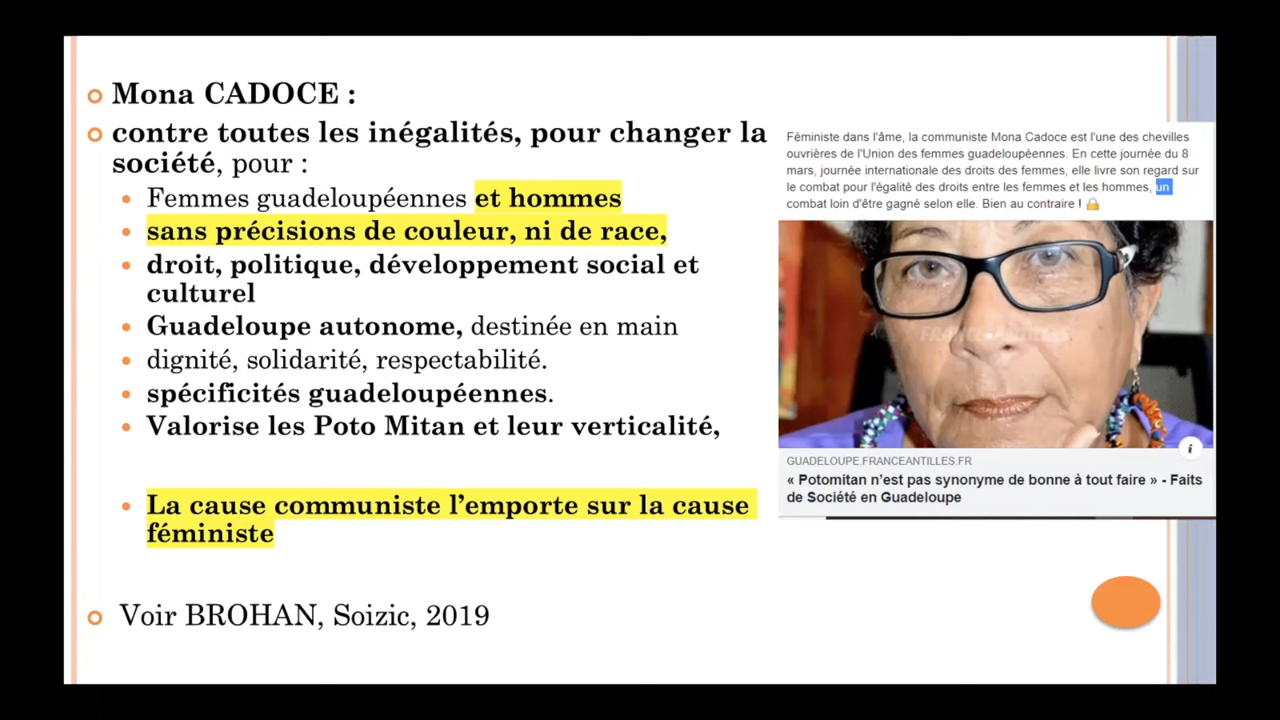 Mona CADOCE :
contre toutes les inégalités, pour changer la
société, pour :
Femmes guadeloupéennes et hommes
sans précisions de couleur, ni de race,
droit, politique, développement social et
culturel
Guadeloupe autonome, destinée en main
dignité, solidarité, respectabilité.
spécificités guadeloupéennes.
Valorise les Poto Mitan et leur verticalité,
La cause communiste l’emporte sur la cause
féministe
Voir BROHAN, Soizic, 2019
Féministe dans l'âme, la communiste Mona Cadoce est l'une des chevilles
ouvrières de l'Union des femmes guadeloupéennes. En cette journée du 8
mars, journée internationale des droits des femmes, elle livre son regard sur
le combat pour l'égalité des droits entre les femmes et les hommes, un
combat loin d'être gagné selon elle. Bien au contraire !
i
GUADELOUPE.FRANCEANTILLES.FR
« Potomitan n’est pas synonyme de bonne à tout faire » - Faits
de Société en Guadeloupe